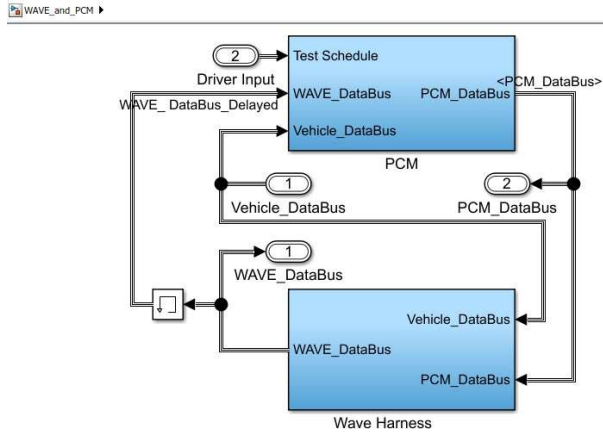 WAVE_and_PCM
2
Test Schedule
Driver Input
<PCM_DataBus>
WAVE_DataBus
PCM_DataBus
WAVE_ DataBus_Delayed
Vehicle_DataBus
PCM
1
2
Vehicle_DataBus
PCM_DataBus
1
WAVE_DataBus
Vehicle_DataBus
WAVE_DataBus
PCM_DataBus
Wave Harness